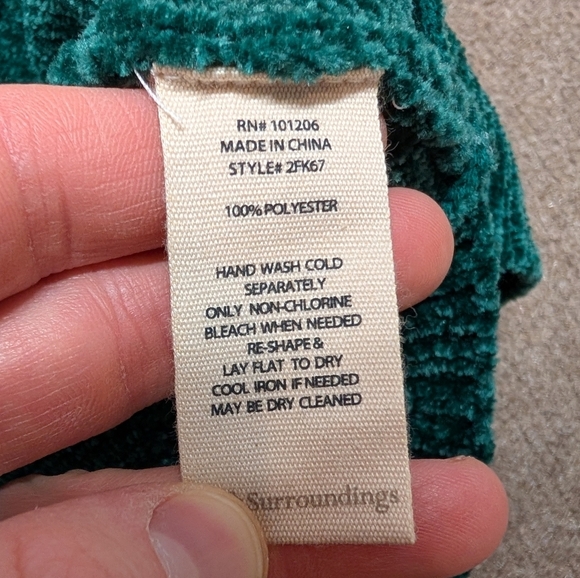 RN# 101206
MADE IN CHINA
STYLE# 2FK67
100% POLYESTER
HAND WASH COLD
SEPARATELY
ONLY NON-CHLORINE
BLEACH WHEN NEEDED
RE-SHAPE &
LAY FLAT TO DRY
COOL IRON IF NEEDED
MAY BE DRY CLEANED
Surroundings